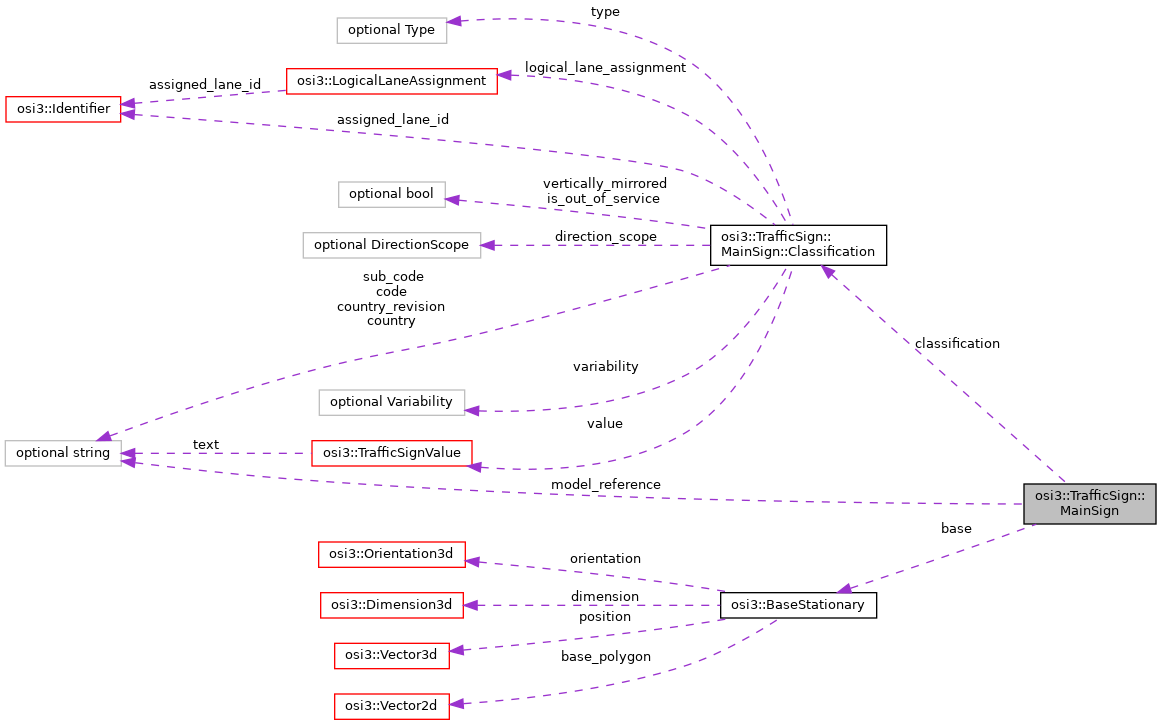 type
optional Type
logical_lane_assignment
osi3::LogicalLaneAssignment
assigned_lane_id
osi3::Identifier
assigned_lane_id
vertically_mirrored
is_out_of_service
optional bool
osi3::TrafficSign::
MainSign::Classification
direction_scope
optional DirectionScope
sub_code
code
country_revision
country
classification
variability
optional Variability
value
text
optional string
osi3::TrafficSignValue
model_reference
osi3::TrafficSign::
MainSign
base
orientation
osi3::Orientation3d
dimension
osi3::Dimension3d
osi3::BaseStationary
position
osi3::Vector3d
base_polygon
osi3::Vector2d